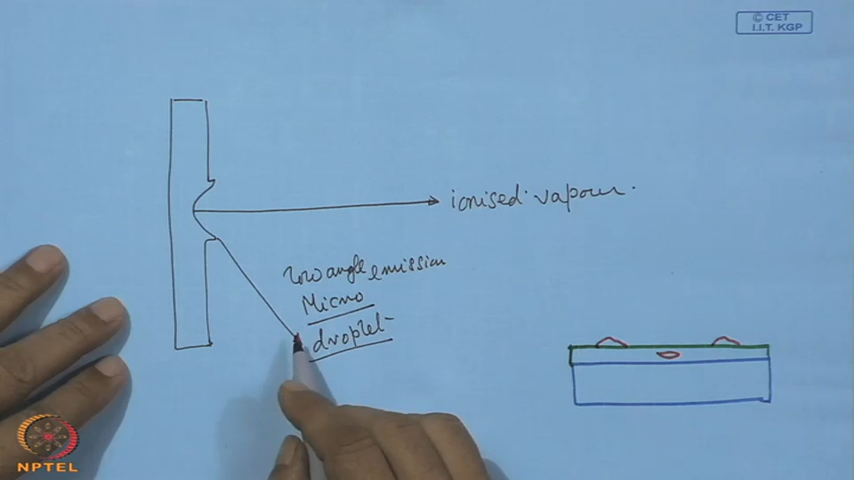 © CET
I.I.T. KGP
ionised vapour.
low angle emission
Micro
droplet
NPTEL